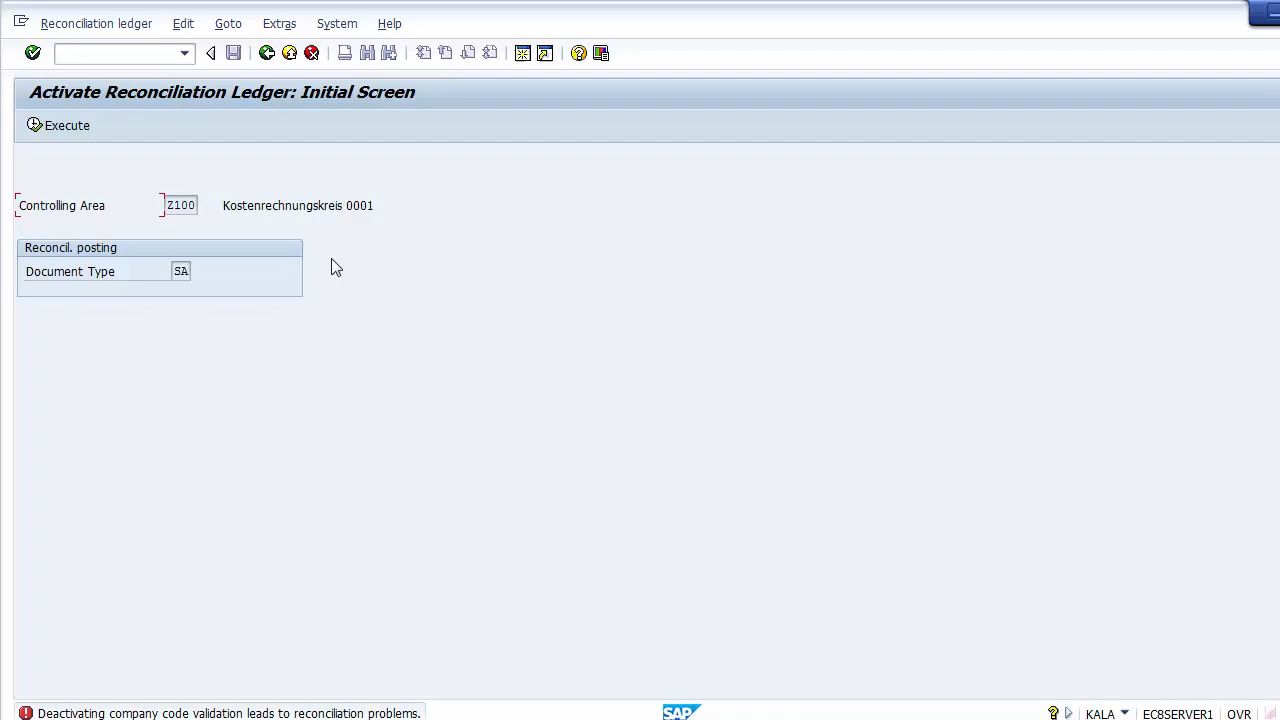 Reconciliation ledger Edit Goto Extras System Help
Activate Reconciliation Ledger: Initial Screen
Execute
Controlling Area Z100 Kostenrechnungskreis 0001
Reconcil. posting
Document Type SA
Deactivating company code validation leads to reconciliation problems. SAP KALA EC8SERVER1 OVR